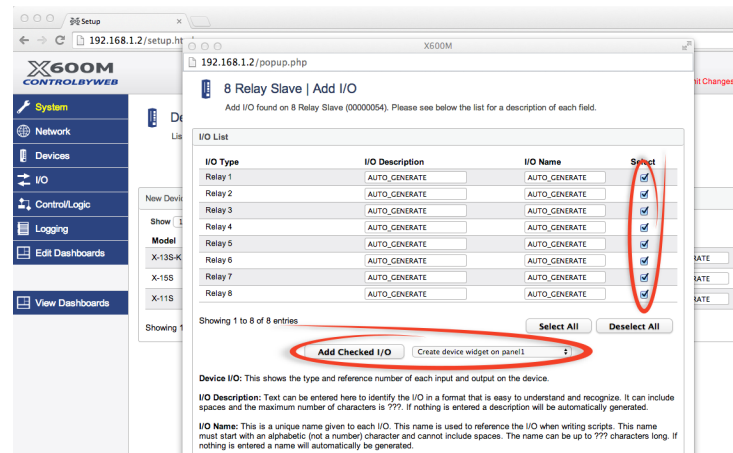 Setup
192.168.1.2/setup.ht
X600M
192.168.1.2/popup.php
X600M
CONTROLBYWEB
nit Changes
System
Network
Devices
I/O
Control/Logic
Logging
Edit Dashboards
View Dashboards
De
Lis
New Devic
Show 1
Model
X-13S-K
X-15S
X-11S
Showing 1
8 Relay Slave | Add I/O
Add I/O found on 8 Relay Slave (00000054). Please see below the list for a description of each field.
I/O List
I/O Type I/O Description I/O Name Select
Relay 1 AUTO_GENERATE AUTO_GENERATE
Relay 2 AUTO_GENERATE AUTO_GENERATE
Relay 3 AUTO_GENERATE AUTO_GENERATE
Relay 4 AUTO_GENERATE AUTO_GENERATE
Relay 5 AUTO_GENERATE AUTO_GENERATE
Relay 6 AUTO_GENERATE AUTO_GENERATE
Relay 7 AUTO_GENERATE AUTO_GENERATE
Relay 8 AUTO_GENERATE AUTO_GENERATE
RATE
RATE
RATE
Showing 1 to 8 of 8 entries
Select All Deselect All
Add Checked I/O Create device widget on panel1
Device I/O: This shows the type and reference number of each input and output on the device.
I/O Description: Text can be entered here to identify the I/O in a format that is easy to understand and recognize. It can include
spaces and the maximum number of characters is ???. If nothing is entered a description will be automatically generated.
I/O Name: This is a unique name given to each I/O. This name is used to reference the I/O when writing scripts. This name
must start with an alphabetic (not a number) character and cannot include spaces. The name can be up to ??? characters long. If
nothing is entered a name will automatically be generated.